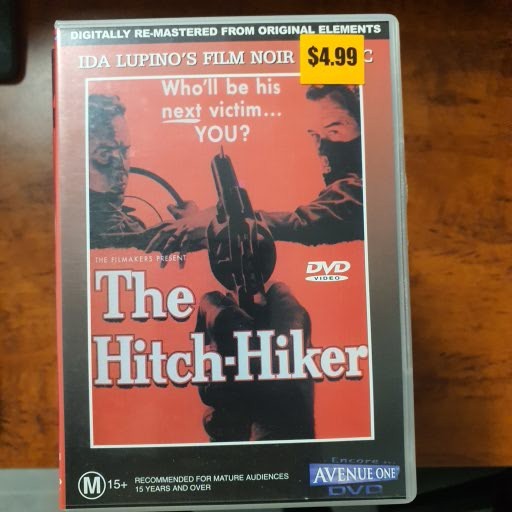 DIGITALLY RE-MASTERED FROM ORIGINAL ELEMENTS
IDA LUPINO'S FILM NOIR C
$4.99
Who'll be his
next victim...
YOU?
THE FILMAKERS PRESENT
DVD
VIDEO
The
Hitch-Hiker
M 15+
RECOMMENDED FOR MATURE AUDIENCES
15 YEARS AND OVER
Encore
AVENUE ONE
DVD